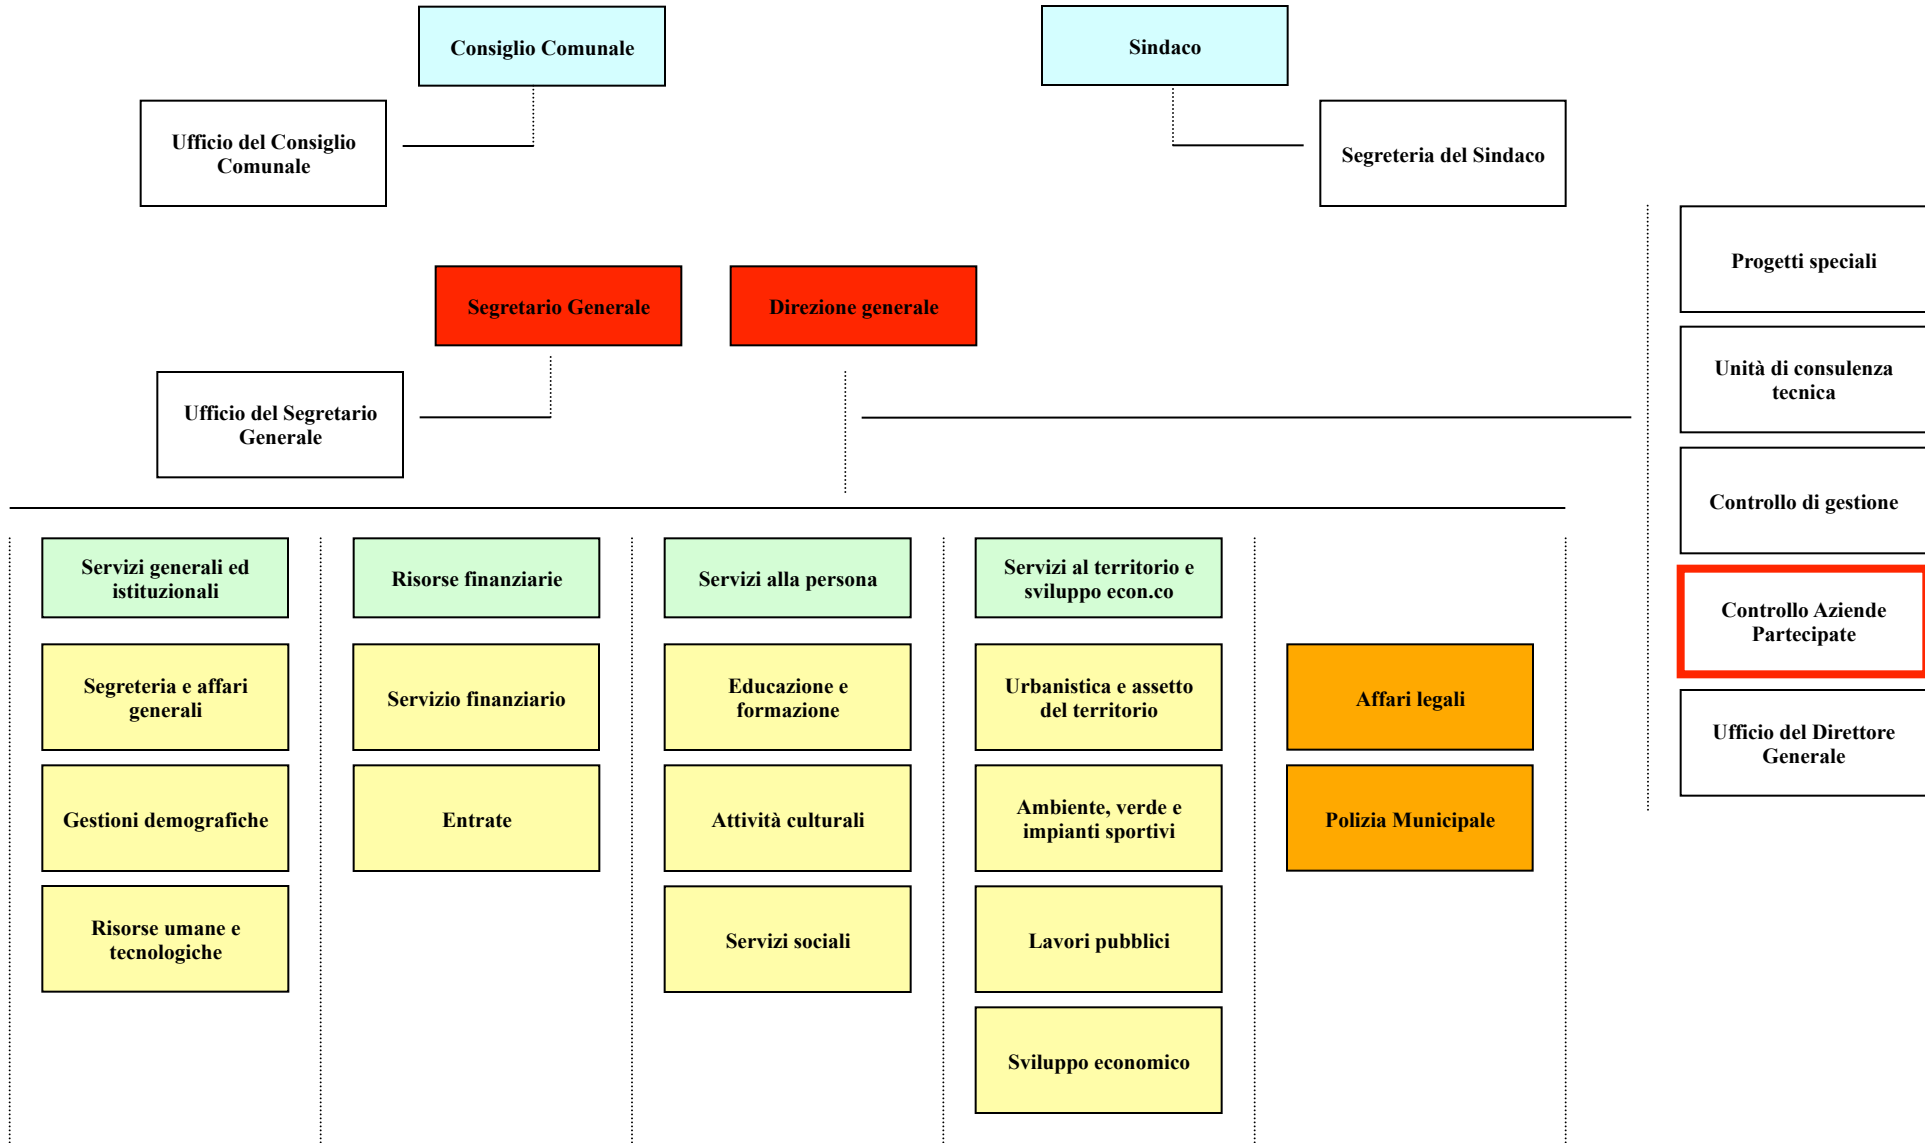 Consiglio Comunale
Sindaco
Ufficio del Consiglio
Comunale
Segreteria del Sindaco
Segretario Generale
Direzione generale
Ufficio del Segretario
Generale
Progetti speciali
Unità di consulenza
tecnica
Controllo di gestione
Controllo Aziende
Partecipate
Ufficio del Direttore
Generale
Servizi generali ed
istituzionali
Segreteria e affari
generali
Gestioni demografiche
Risorse umane e
tecnologiche
Risorse finanziarie
Servizio finanziario
Entrate
Servizi alla persona
Educazione e
formazione
Attività culturali
Servizi sociali
Servizi al territorio e
sviluppo econ.co
Urbanistica e assetto
del territorio
Ambiente, verde e
impianti sportivi
Lavori pubblici
Sviluppo economico
Affari legali
Polizia Municipale